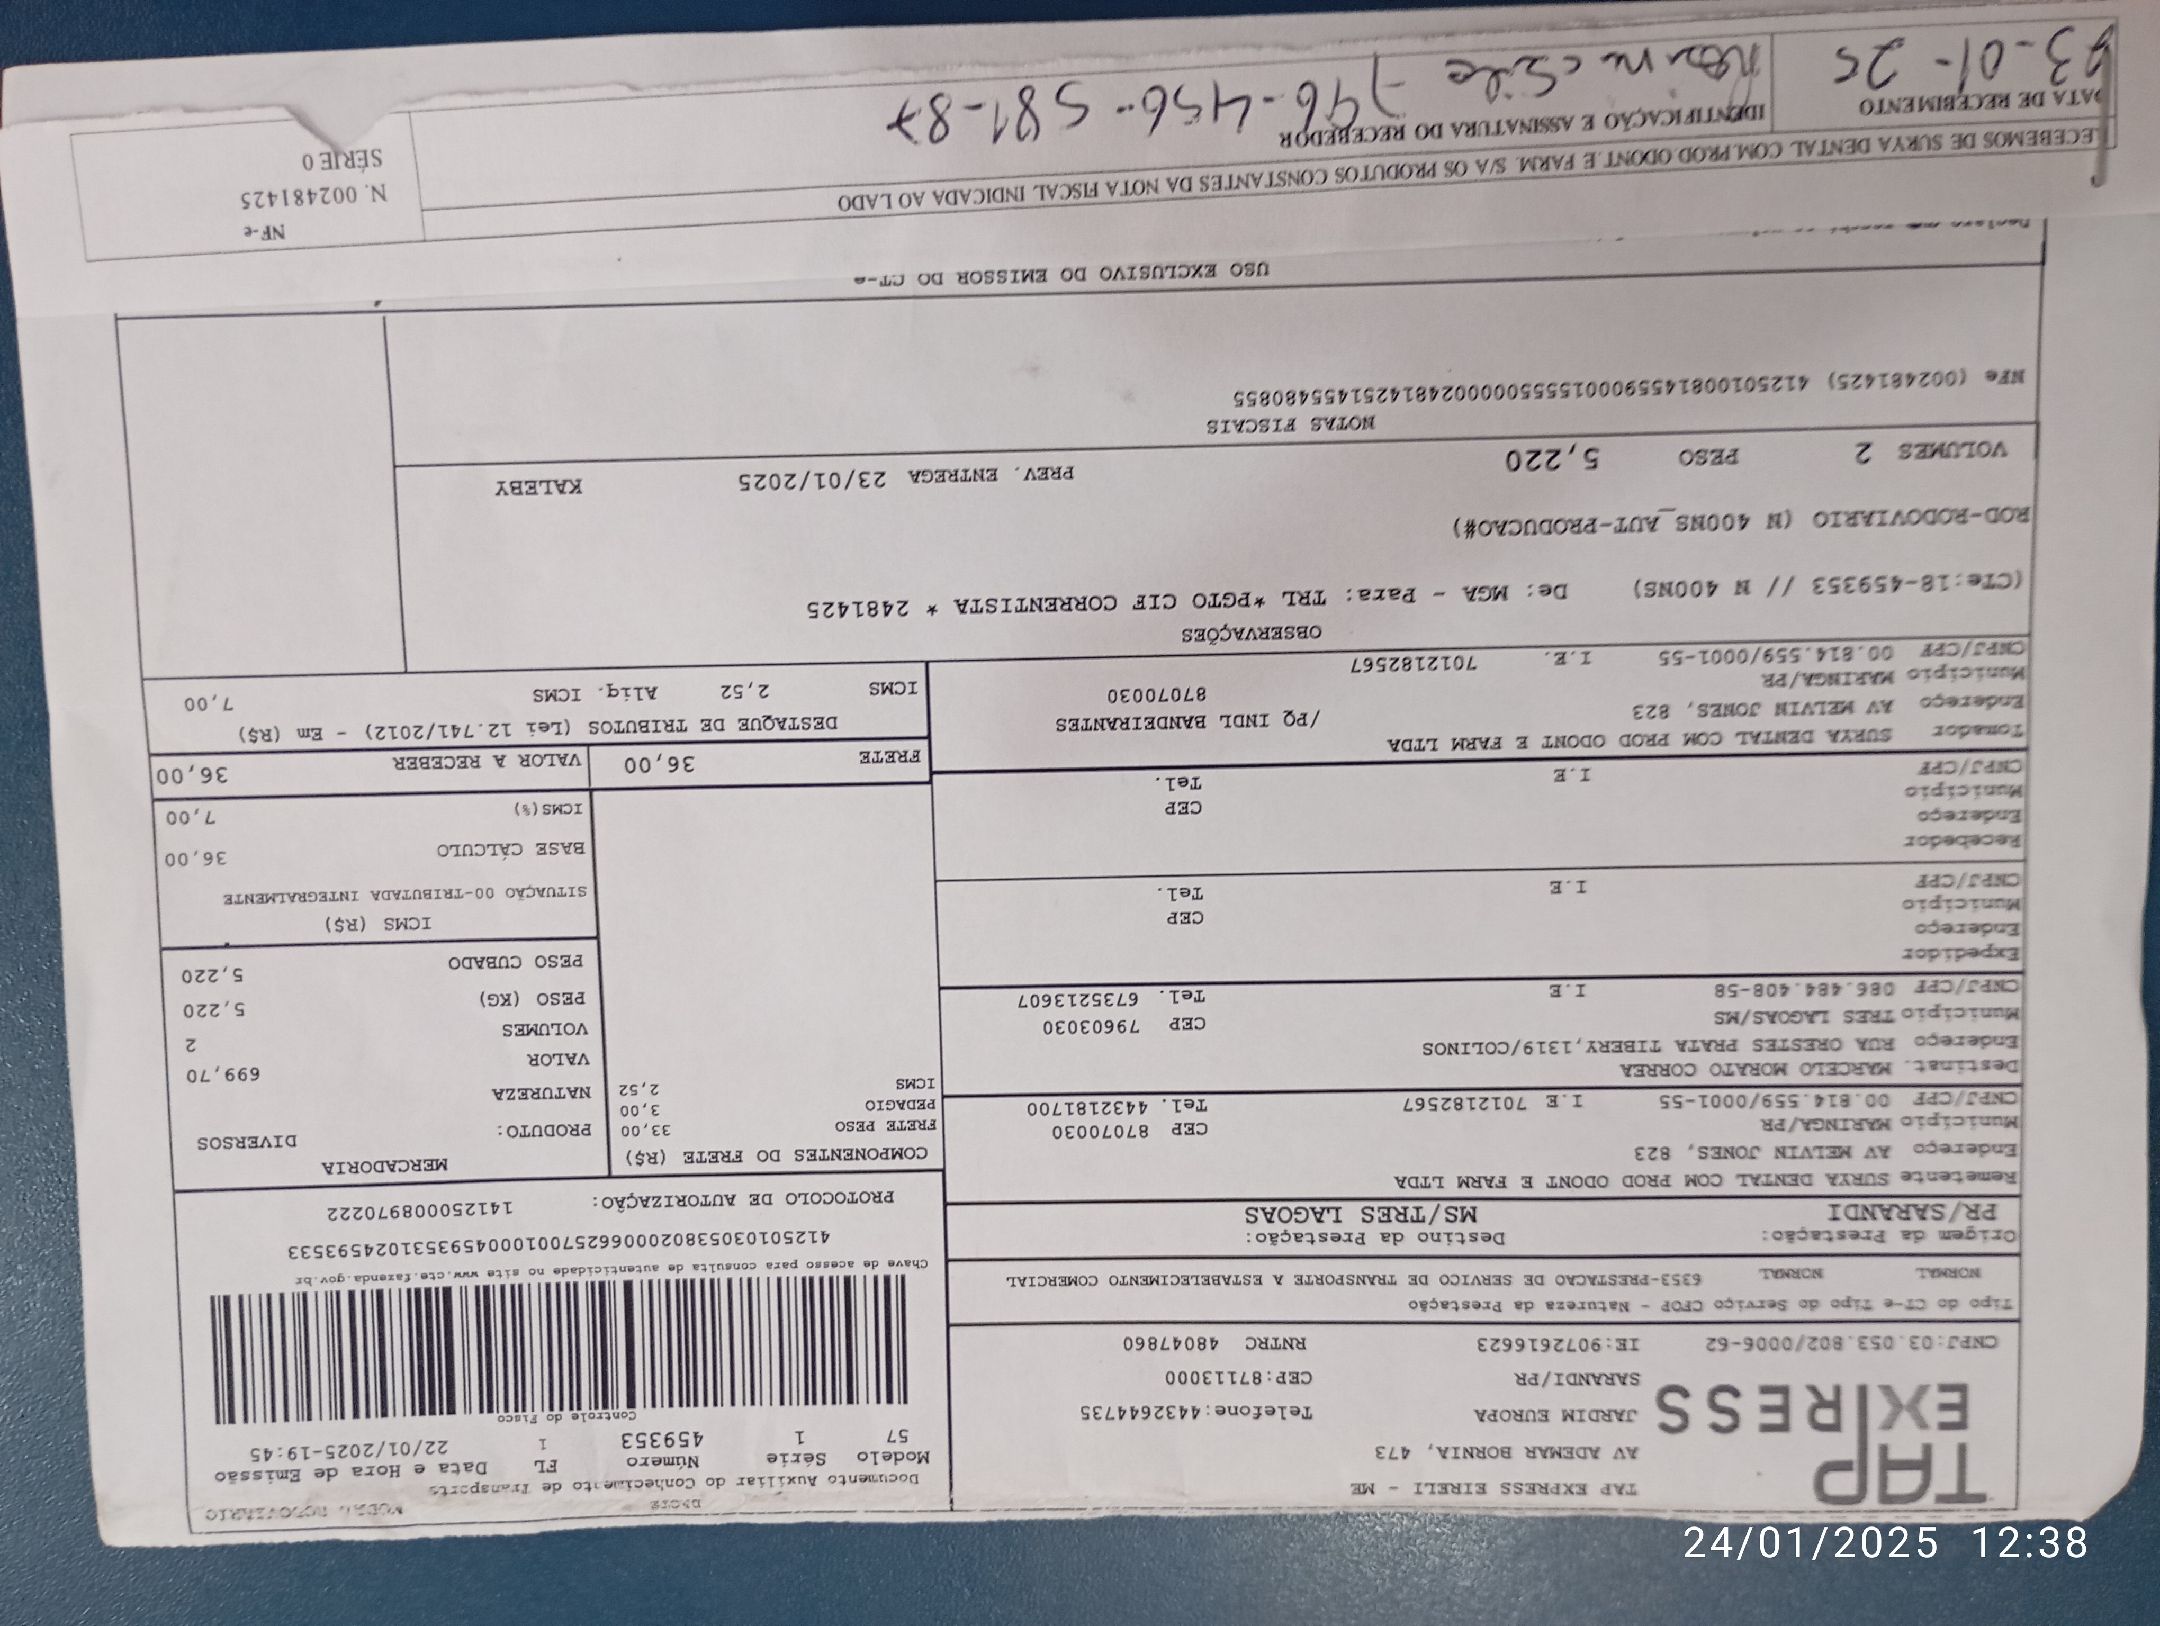 TAP
EXPRESS
TAP EXPRESS EIRELI - ME
AV ADEMAR BORNIA, 473
JARDIM EUROPA Telefone:4432644735
SARANDI/PR CEP:87113000
CNPJ:03.053.802/0006-62 IE:9072616623 RNTRC 48047860
DACTE MODAL RODOVIÁRIO
Documento Auxiliar do Conhecimento de Transporte
Modelo Série Número FL Data e Hora de Emissão
57 1 459353 1 22/01/2025-19:45
Controle do Fisco
Chave de acesso para consulta de autenticidade no site www.cte.fazenda.gov.br
PROTOCOLO DE AUTORIZAÇÃO: 141250008970222
Tipo do CT-e Tipo do Serviço CFOP - Natureza da Prestação
NORMAL NORMAL 6353-PRESTACAO DE SERVICO DE TRANSPORTE A ESTABELECIMENTO COMERCIAL
Origem da Prestação: Destino da Prestação:
PR/SARANDI MS/TRES LAGOAS
Remetente SURYA DENTAL COM PROD ODONT E FARM LTDA
Endereço AV MELVIN JONES, 823
Município MARINGA/PR CEP 87070030
CNPJ/CPF 00.814.559/0001-55 I.E 7012182567 Tel. 4432181700
Destinat. MARCELO MORATO CORREA
Endereço RUA ORESTES PRATA TIBERY,1319/COLINOS
Município TRES LAGOAS/MS CEP 79603030
CNPJ/CPF 086.484.408-58 I.E Tel. 6735213607
Expedidor
Endereço
Município CEP
CNPJ/CPF I.E Tel.
Recebedor
Endereço
Município CEP
CNPJ/CPF I.E Tel.
Tomador SURYA DENTAL COM PROD ODONT E FARM LTDA
Endereço AV MELVIN JONES, 823 /PQ INDL BANDEIRANTES
Município MARINGA/PR 87070030
CNPJ/CPF 00.814.559/0001-55 I.E. 7012182567
COMPONENTES DO FRETE (R$)
FRETE PESO 33,00
PEDAGIO 3,00
ICMS 2,52
MERCADORIA
PRODUTO: DIVERSOS
NATUREZA
VALOR 699,70
VOLUMES 2
PESO (KG) 5,220
PESO CUBADO 5,220
ICMS (R$)
SITUAÇÃO 00-TRIBUTADA INTEGRALMENTE
BASE CÁLCULO 36,00
ICMS(%) 7,00
FRETE 36,00 VALOR A RECEBER 36,00
DESTAQUE DE TRIBUTOS (Lei 12.741/2012) - Em (R$)
ICMS 2,52 Aliq. ICMS 7,00
OBSERVAÇÕES
(CTe:18-459353 // N 400NS) De: MGA - Para: TRL *PGTO CIF CORRENTISTA * 2481425
ROD-RODOVIARIO (N 400NS_AUT-PRODUCAO#)
VOLUMES 2 PESO 5,220 PREV. ENTREGA 23/01/2025 KALEBY
NOTAS FISCAIS
NFe (002481425)
USO EXCLUSIVO DO EMISSOR DO CT-e
ECEBEMOS DE SURYA DENTAL COM.PROD.ODONT.E FARM. S/A OS PRODUTOS CONSTANTES DA NOTA FISCAL INDICADA AO LADO
DATA DE RECEBIMENTO IDENTIFICAÇÃO E ASSINATURA DO RECEBEDOR
23-01-25 796-456-581-87
NF-e
N. 002481425
SÉRIE 0
24/01/2025 12:38